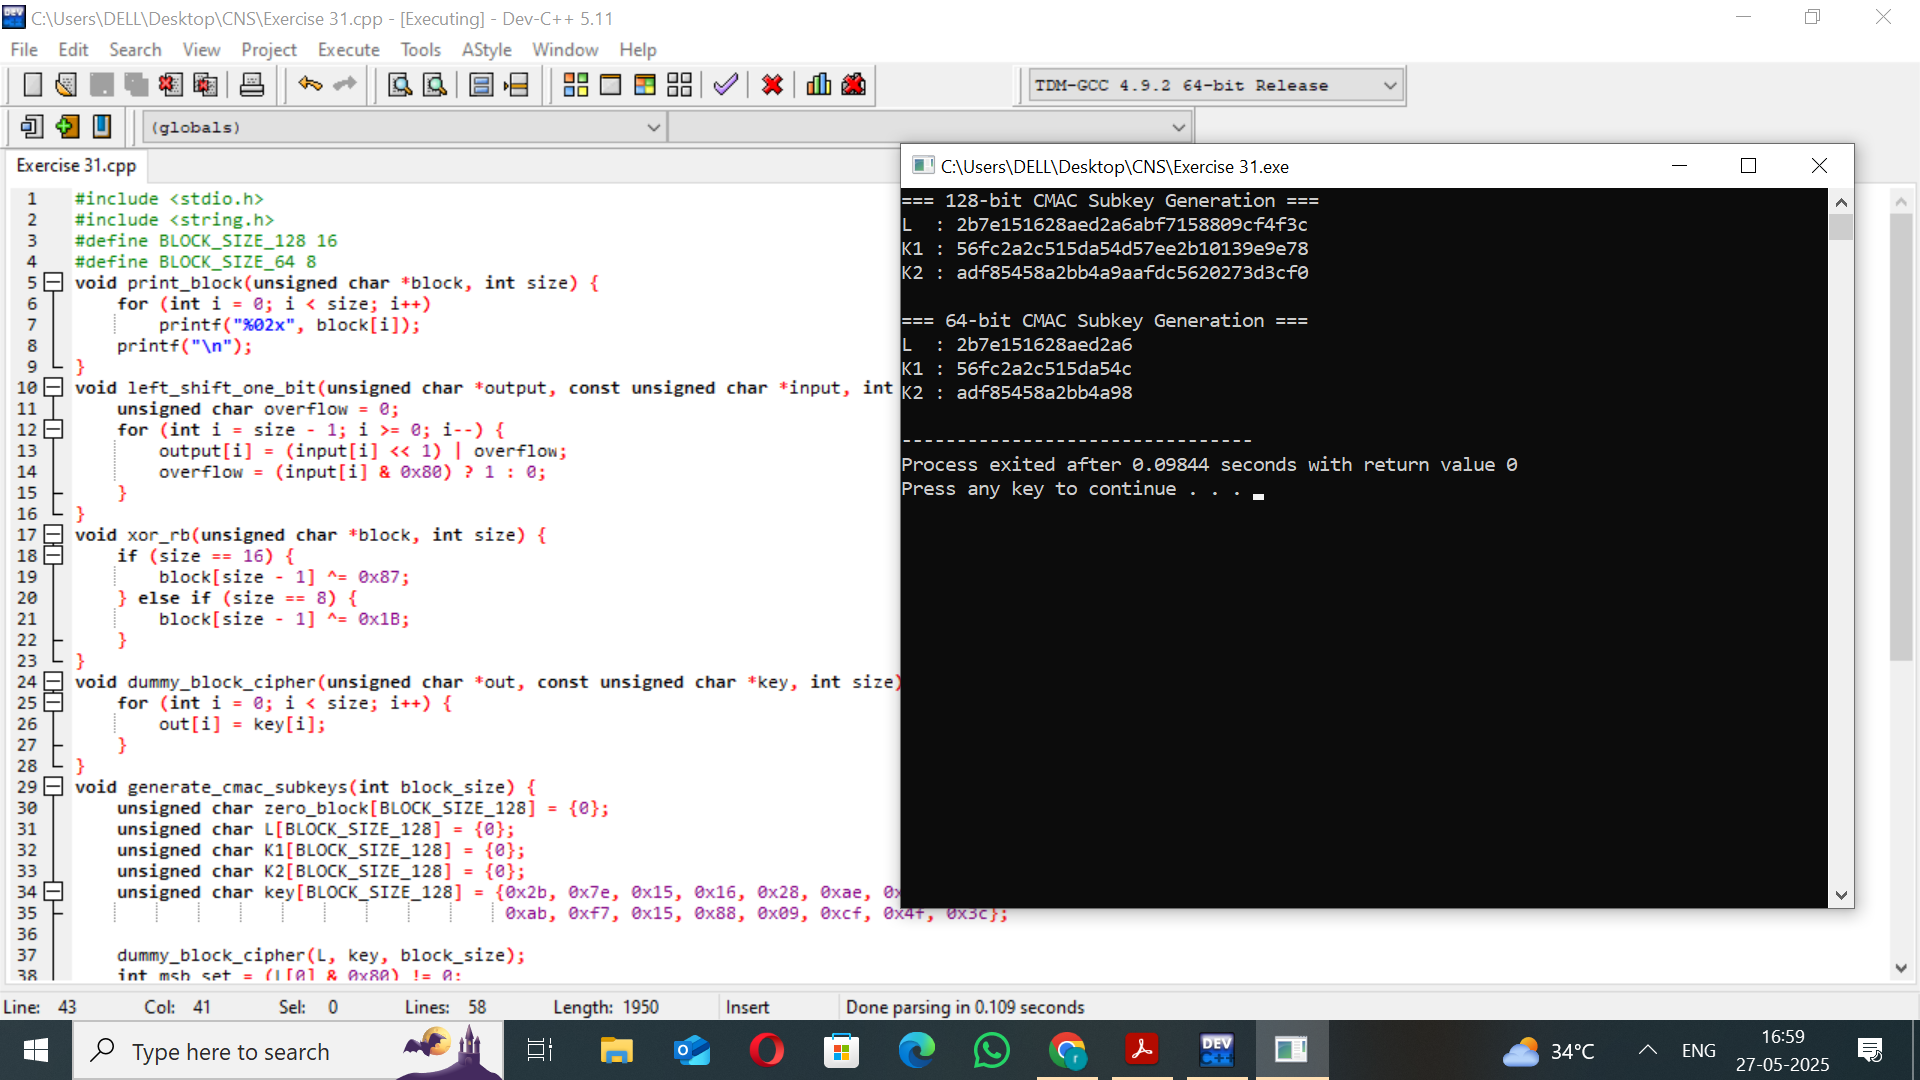 C:\Users\DELL\Desktop\CNS\Exercise 31.cpp - [Executing] - Dev-C++ 5.11
File Edit Search View Project Execute Tools AStyle Window Help
TDM-GCC 4.9.2 64-bit Release
(globals)
Exercise 31.cpp
1 #include <stdio.h>
2 #include <string.h>
3 #define BLOCK_SIZE_128 16
4 #define BLOCK_SIZE_64 8
5 void print_block(unsigned char *block, int size) {
6 for (int i = 0; i < size; i++)
7 printf("%02x", block[i]);
8 printf("\n");
9 }
10 void left_shift_one_bit(unsigned char *output, const unsigned char *input, int
11 unsigned char overflow = 0;
12 for (int i = size - 1; i >= 0; i--) {
13 output[i] = (input[i] << 1) | overflow;
14 overflow = (input[i] & 0x80) ? 1 : 0;
15 }
16 }
17 void xor_rb(unsigned char *block, int size) {
18 if (size == 16) {
19 block[size - 1] ^= 0x87;
20 } else if (size == 8) {
21 block[size - 1] ^= 0x1B;
22 }
23 }
24 void dummy_block_cipher(unsigned char *out, const unsigned char *key, int size)
25 for (int i = 0; i < size; i++) {
26 out[i] = key[i];
27 }
28 }
29 void generate_cmac_subkeys(int block_size) {
30 unsigned char zero_block[BLOCK_SIZE_128] = {0};
31 unsigned char L[BLOCK_SIZE_128] = {0};
32 unsigned char K1[BLOCK_SIZE_128] = {0};
33 unsigned char K2[BLOCK_SIZE_128] = {0};
34 unsigned char key[BLOCK_SIZE_128] = {0x2b, 0x7e, 0x15, 0x16, 0x28, 0xae,
35 0xab, 0xf7, 0x15, 0x88, 0x09, 0xcf, 0x4f, 0x3c};
36
37 dummy_block_cipher(L, key, block_size);
38 int msb_set = (L[0] & 0x80) != 0;
C:\Users\DELL\Desktop\CNS\Exercise 31.exe
=== 128-bit CMAC Subkey Generation ===
L  : 2b7e151628aed2a6abf7158809cf4f3c
K1 : 56fc2a2c515da54d57ee2b10139e9e78
K2 : adf85458a2bb4a9aafdc5620273d3cf0
=== 64-bit CMAC Subkey Generation ===
L  : 2b7e151628aed2a6
K1 : 56fc2a2c515da54c
K2 : adf85458a2bb4a98
--------------------------------
Process exited after 0.09844 seconds with return value 0
Press any key to continue . . .
Line: 43 Col: 41 Sel: 0 Lines: 58 Length: 1950 Insert Done parsing in 0.109 seconds
Type here to search
DEV C++
34°C ENG 16:59
27-05-2025